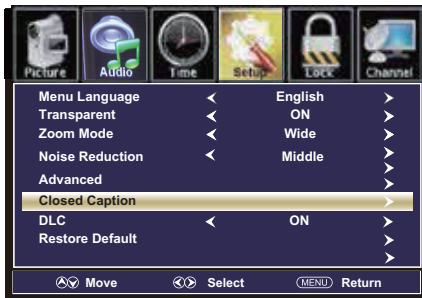 Picture Audio Time Setup Lock Channel
Menu Language English
Transparent ON
Zoom Mode Wide
Noise Reduction Middle
Advanced
Closed Caption
DLC ON
Restore Default
Move Select MENU Return